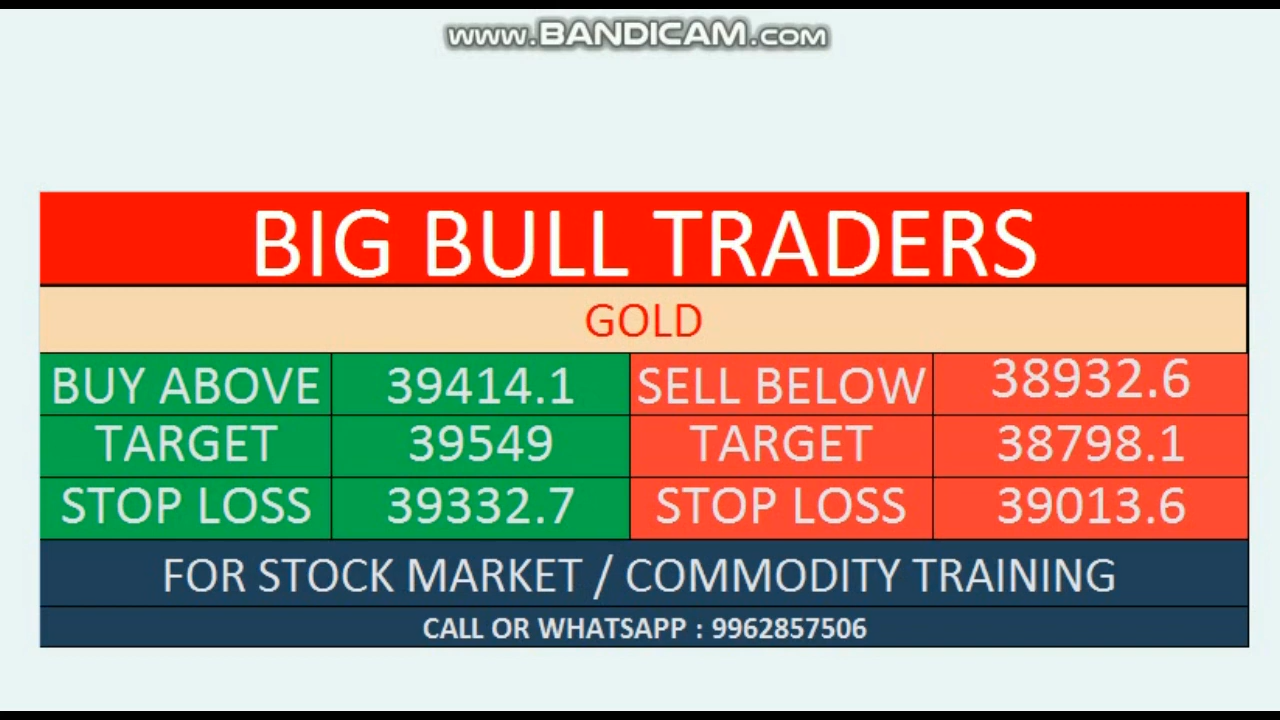 www.BANDICAM.com
BIG BULL TRADERS
GOLD
BUY ABOVE 39414.1 SELL BELOW 38932.6
TARGET 39549 TARGET 38798.1
STOP LOSS 39332.7 STOP LOSS 39013.6
FOR STOCK MARKET / COMMODITY TRAINING
CALL OR WHATSAPP : 9962857506